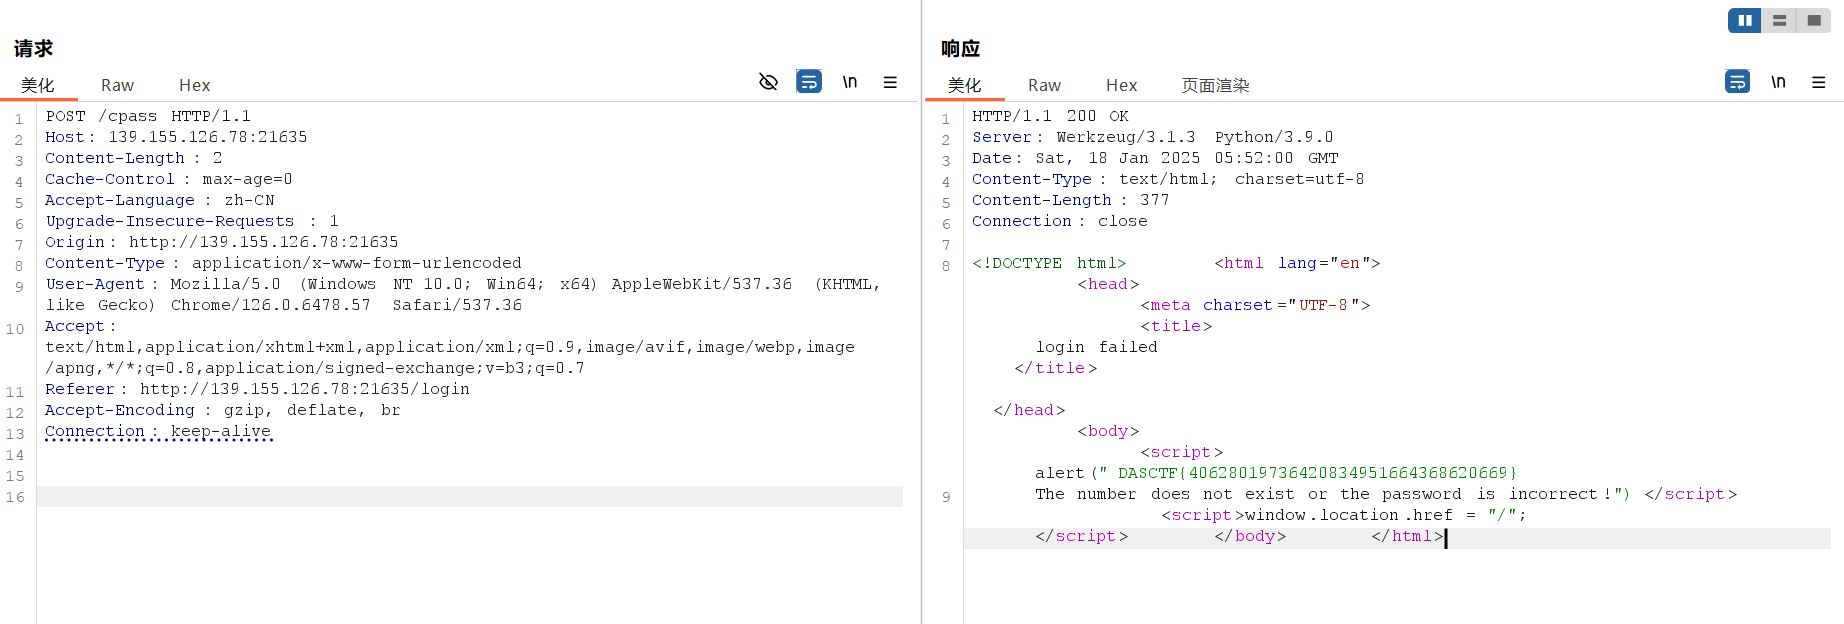 请求
美化 Raw Hex
\n
1 POST /cpass HTTP/1.1
2 Host: 139.155.126.78:21635
3 Content-Length : 2
4 Cache-Control : max-age=0
5 Accept-Language : zh-CN
6 Upgrade-Insecure-Requests : 1
7 Origin : http://139.155.126.78:21635
8 Content-Type : application/x-www-form-urlencoded
9 User-Agent : Mozilla/5.0 (Windows NT 10.0; Win64; x64) AppleWebKit/537.36 (KHTML,
like Gecko) Chrome/126.0.6478.57 Safari/537.36
10 Accept :
text/html,application/xhtml+xml,application/xml;q=0.9,image/avif,image/webp,image
/apng,*/*;q=0.8,application/signed-exchange;v=b3;q=0.7
11 Referer : http://139.155.126.78:21635/login
12 Accept-Encoding : gzip, deflate, br
13 Connection : keep-alive
14
15
16
响应
美化 Raw Hex 页面渲染
\n
1 HTTP/1.1 200 OK
2 Server : Werkzeug/3.1.3 Python/3.9.0
3 Date : Sat, 18 Jan 2025 05:52:00 GMT
4 Content-Type : text/html; charset=utf-8
5 Content-Length : 377
6 Connection : close
7
8 <!DOCTYPE html> <html lang="en">
<head>
<meta charset="UTF-8">
<title>
login failed
</title>
</head>
<body>
<script>
alert(" DASCTF{40628019736420834951664368620669}
9 The number does not exist or the password is incorrect!") </script>
<script>window.location.href = "/";
</script> </body> </html>